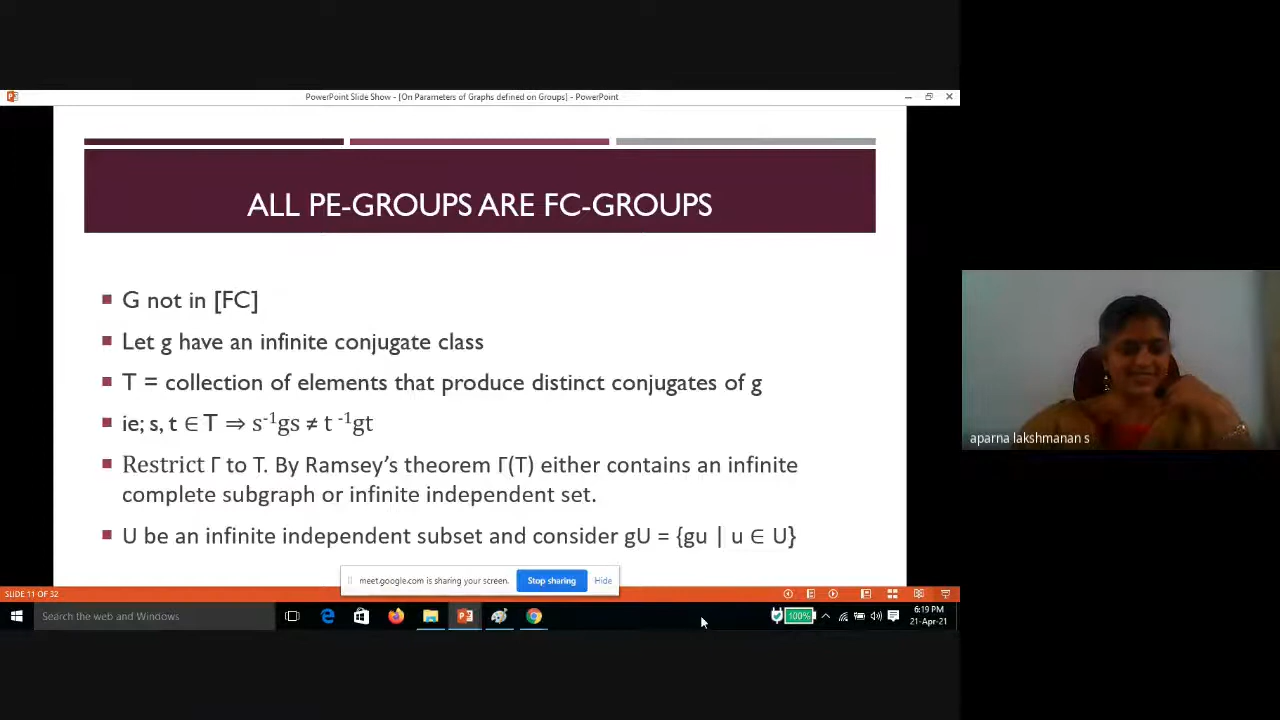 PowerPoint Slide Show - [On Parameters of Graphs defined on Groups] - PowerPoint
ALL PE-GROUPS ARE FC-GROUPS
G not in [FC]
Let g have an infinite conjugate class
T = collection of elements that produce distinct conjugates of g
ie; s, t ∈ T ⇒ s⁻¹gs ≠ t ⁻¹gt
Restrict Γ to T. By Ramsey's theorem Γ(T) either contains an infinite
complete subgraph or infinite independent set.
U be an infinite independent subset and consider gU = {gu | u ∈ U}
aparna lakshmanan s
meet.google.com is sharing your screen. Stop sharing Hide
SLIDE 11 OF 32
Search the web and Windows
100%
6:19 PM
21-Apr-21